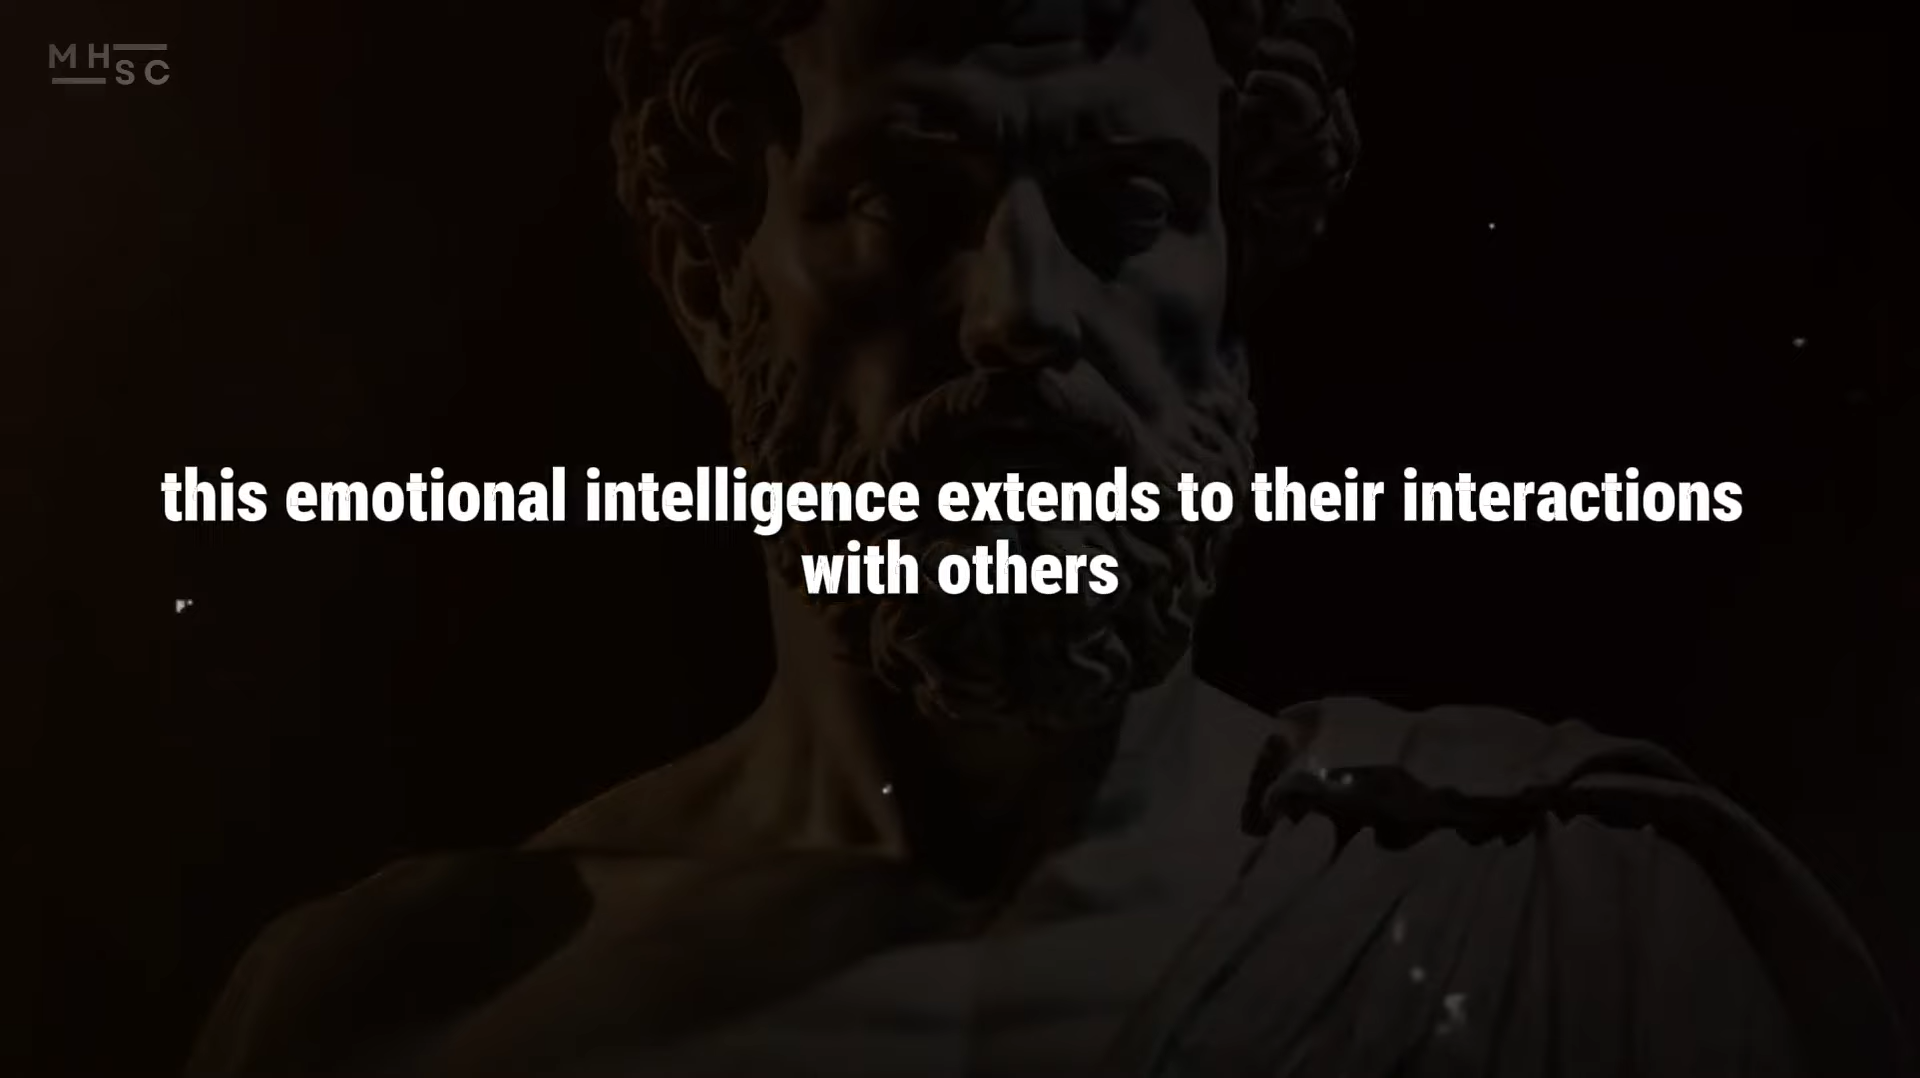 MH
SC
this emotional intelligence extends to their interactions
with others